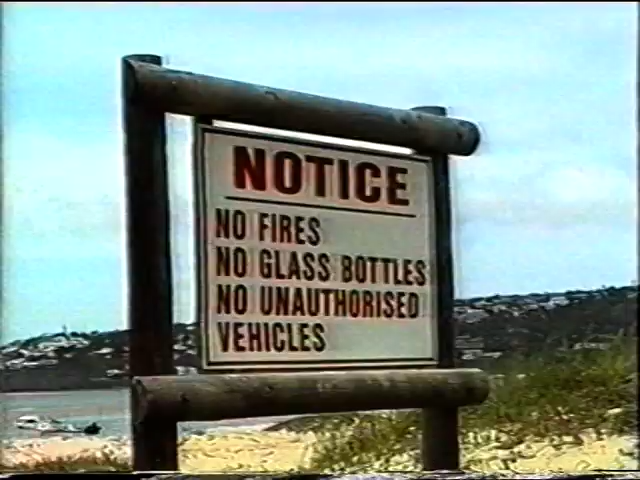 NOTICE
NO FIRES
NO GLASS BOTTLES
NO UNAUTHORISED
VEHICLES